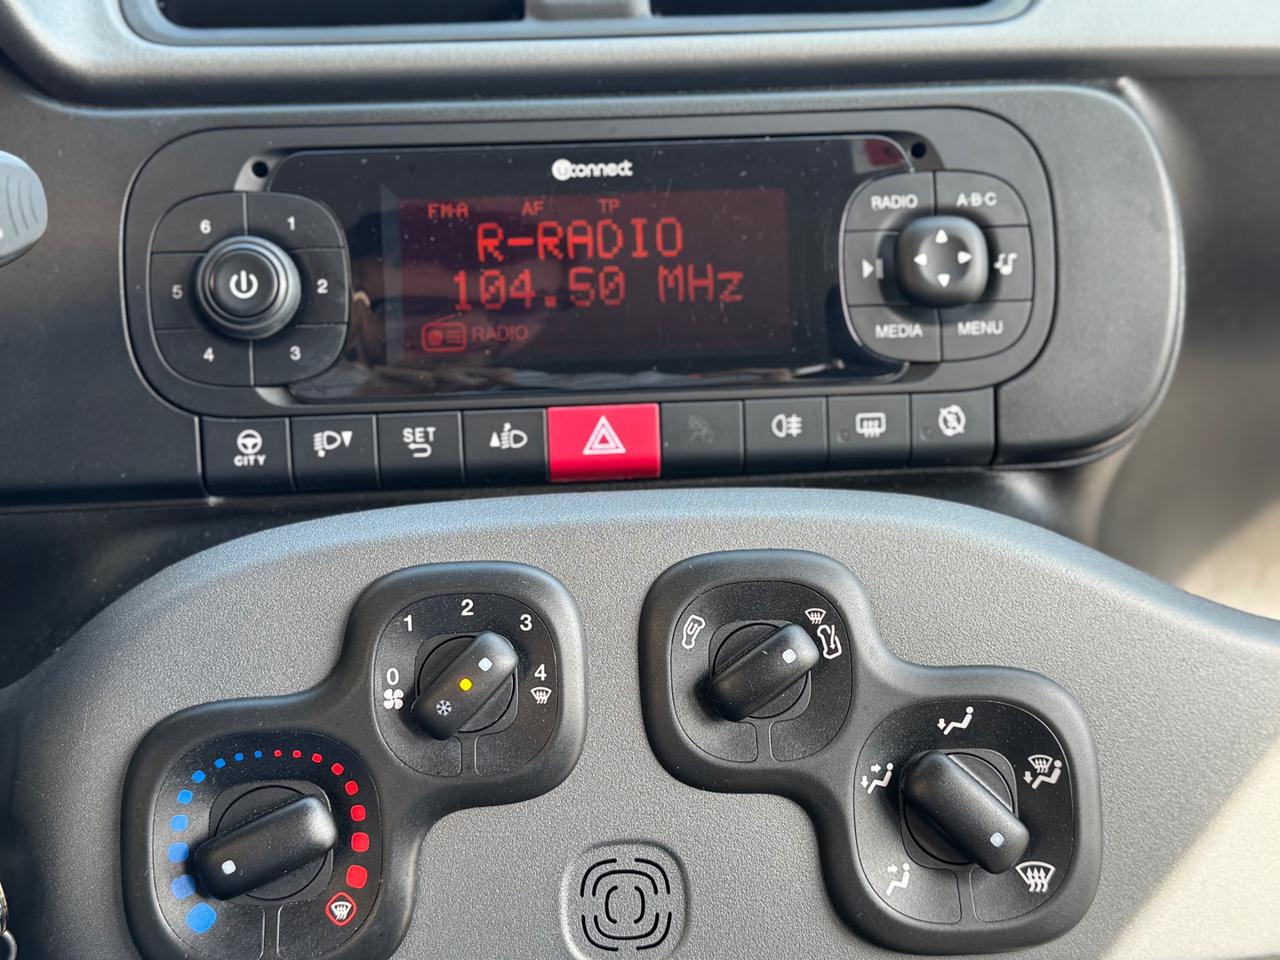 uconnect
FM-A AF TP
R-RADIO
104.50 MHz
RADIO
6 1
5 2
4 3
RADIO A·B·C
MEDIA MENU
CITY
SET
0 1 2 3 4